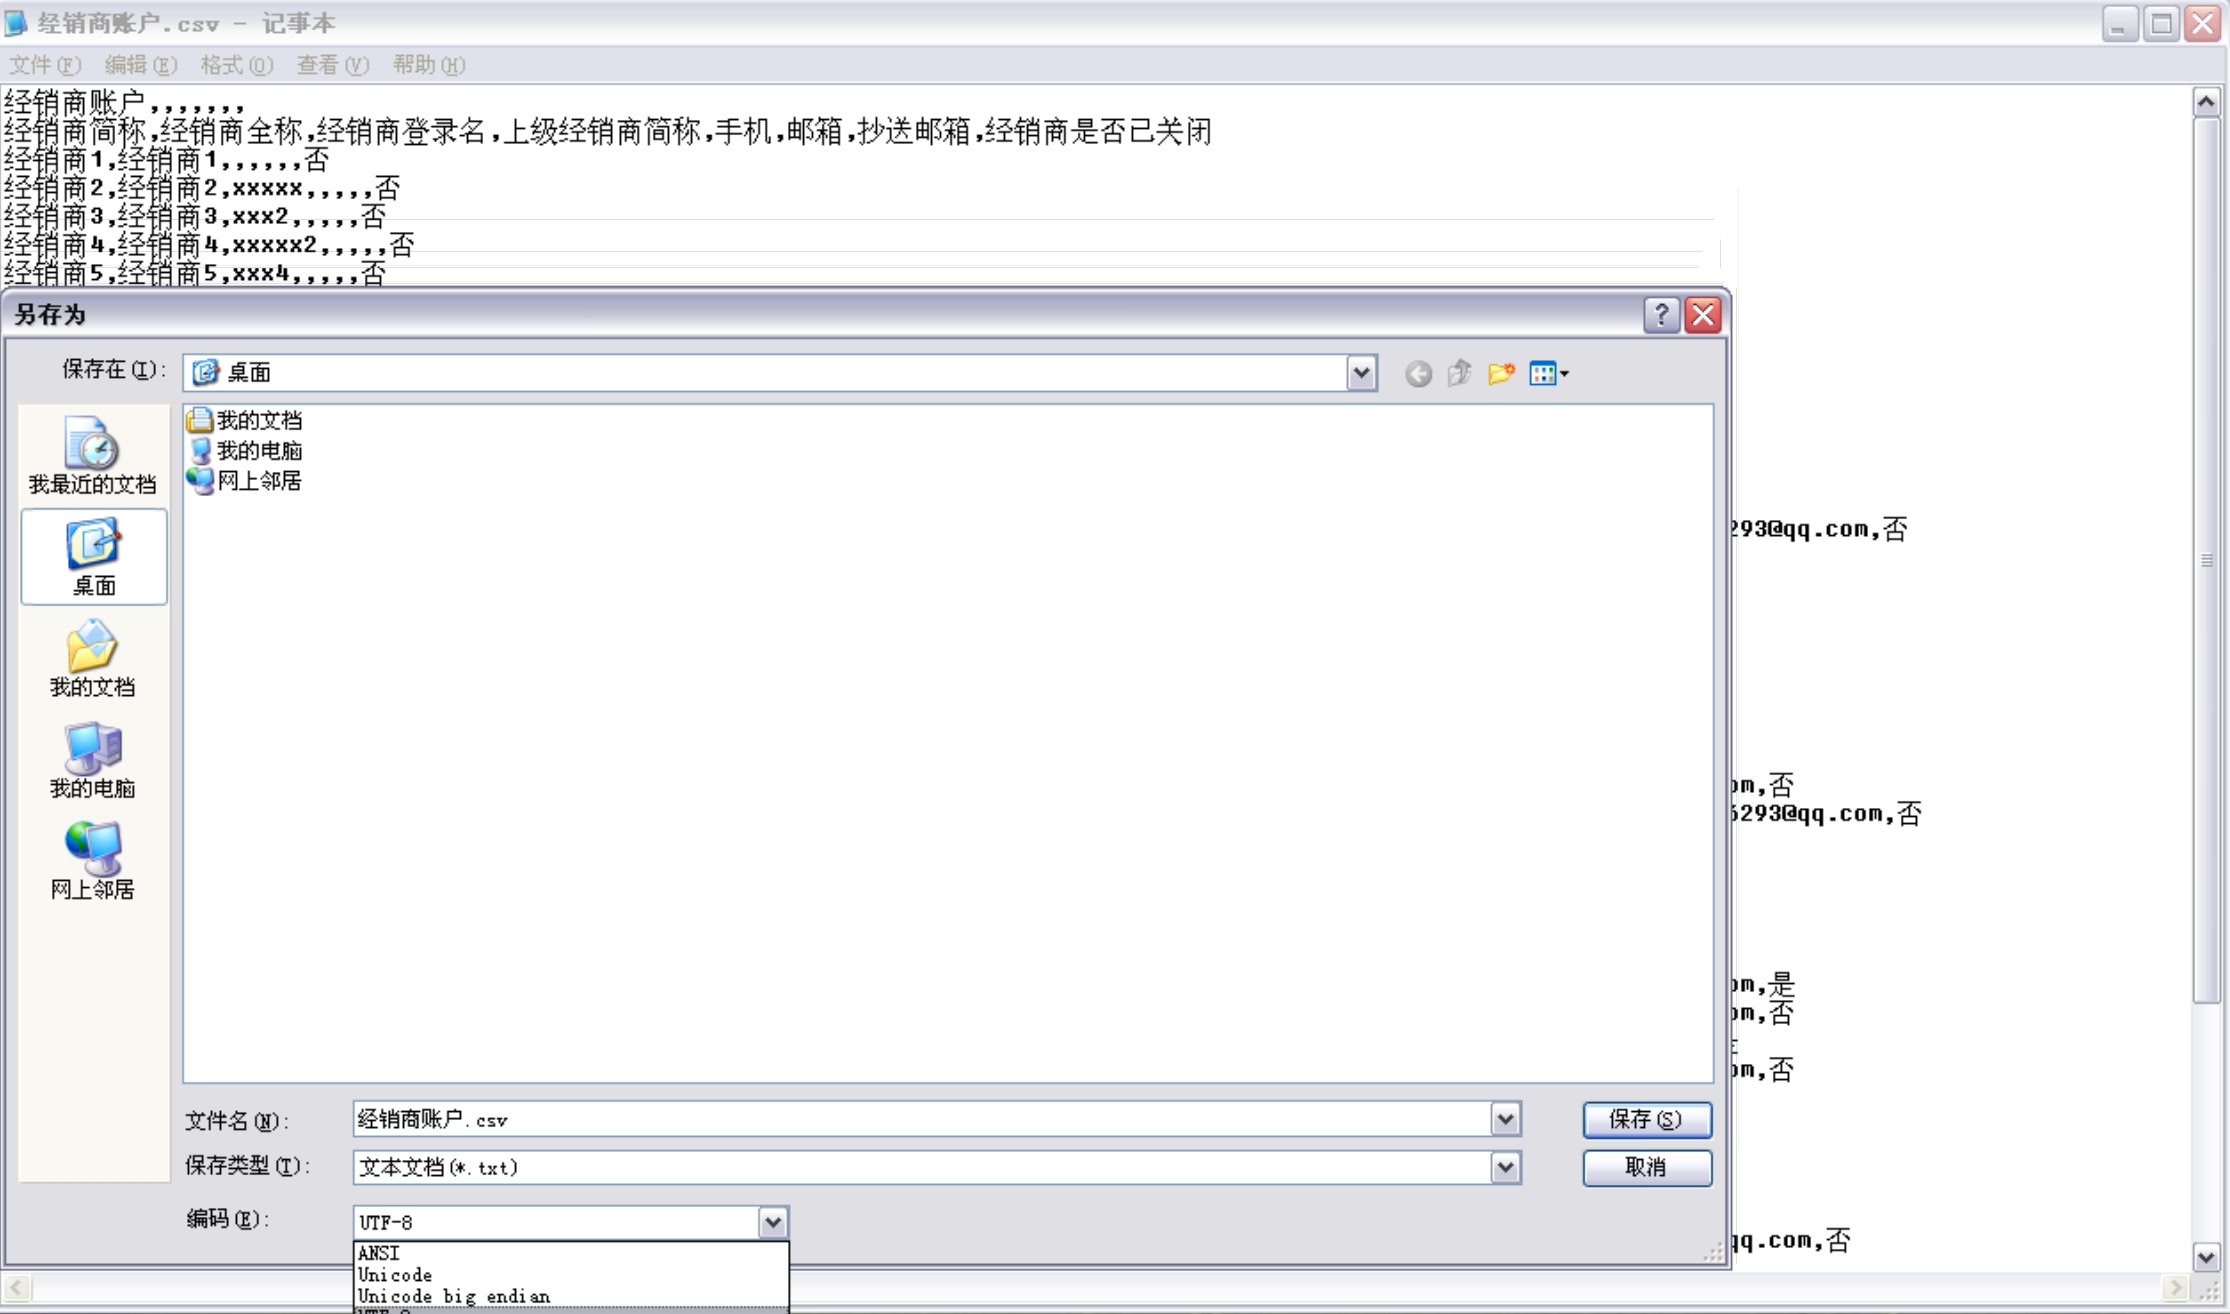 经销商账户.csv - 记事本
文件(F) 编辑(E) 格式(O) 查看(V) 帮助(H)
经销商账户,,,,,,,
经销商简称,经销商全称,经销商登录名,上级经销商简称,手机,邮箱,抄送邮箱,经销商是否已关闭
经销商1,经销商1,,,,,,否
经销商2,经销商2,xxxxx,,,,,否
经销商3,经销商3,xxx2,,,,,否
经销商4,经销商4,xxxxx2,,,,,否
经销商5,经销商5,xxx4,,,,,否
另存为
保存在(I): 桌面
我最近的文档
桌面
我的文档
我的电脑
网上邻居
我的文档
我的电脑
网上邻居
293@qq.com,否
om,否
6293@qq.com,否
om,是
om,否
om,否
qq.com,否
文件名(N): 经销商账户.csv 保存(S)
保存类型(T): 文本文档(*.txt) 取消
编码(E): UTF-8
ANSI
Unicode
Unicode big endian
UTF-8